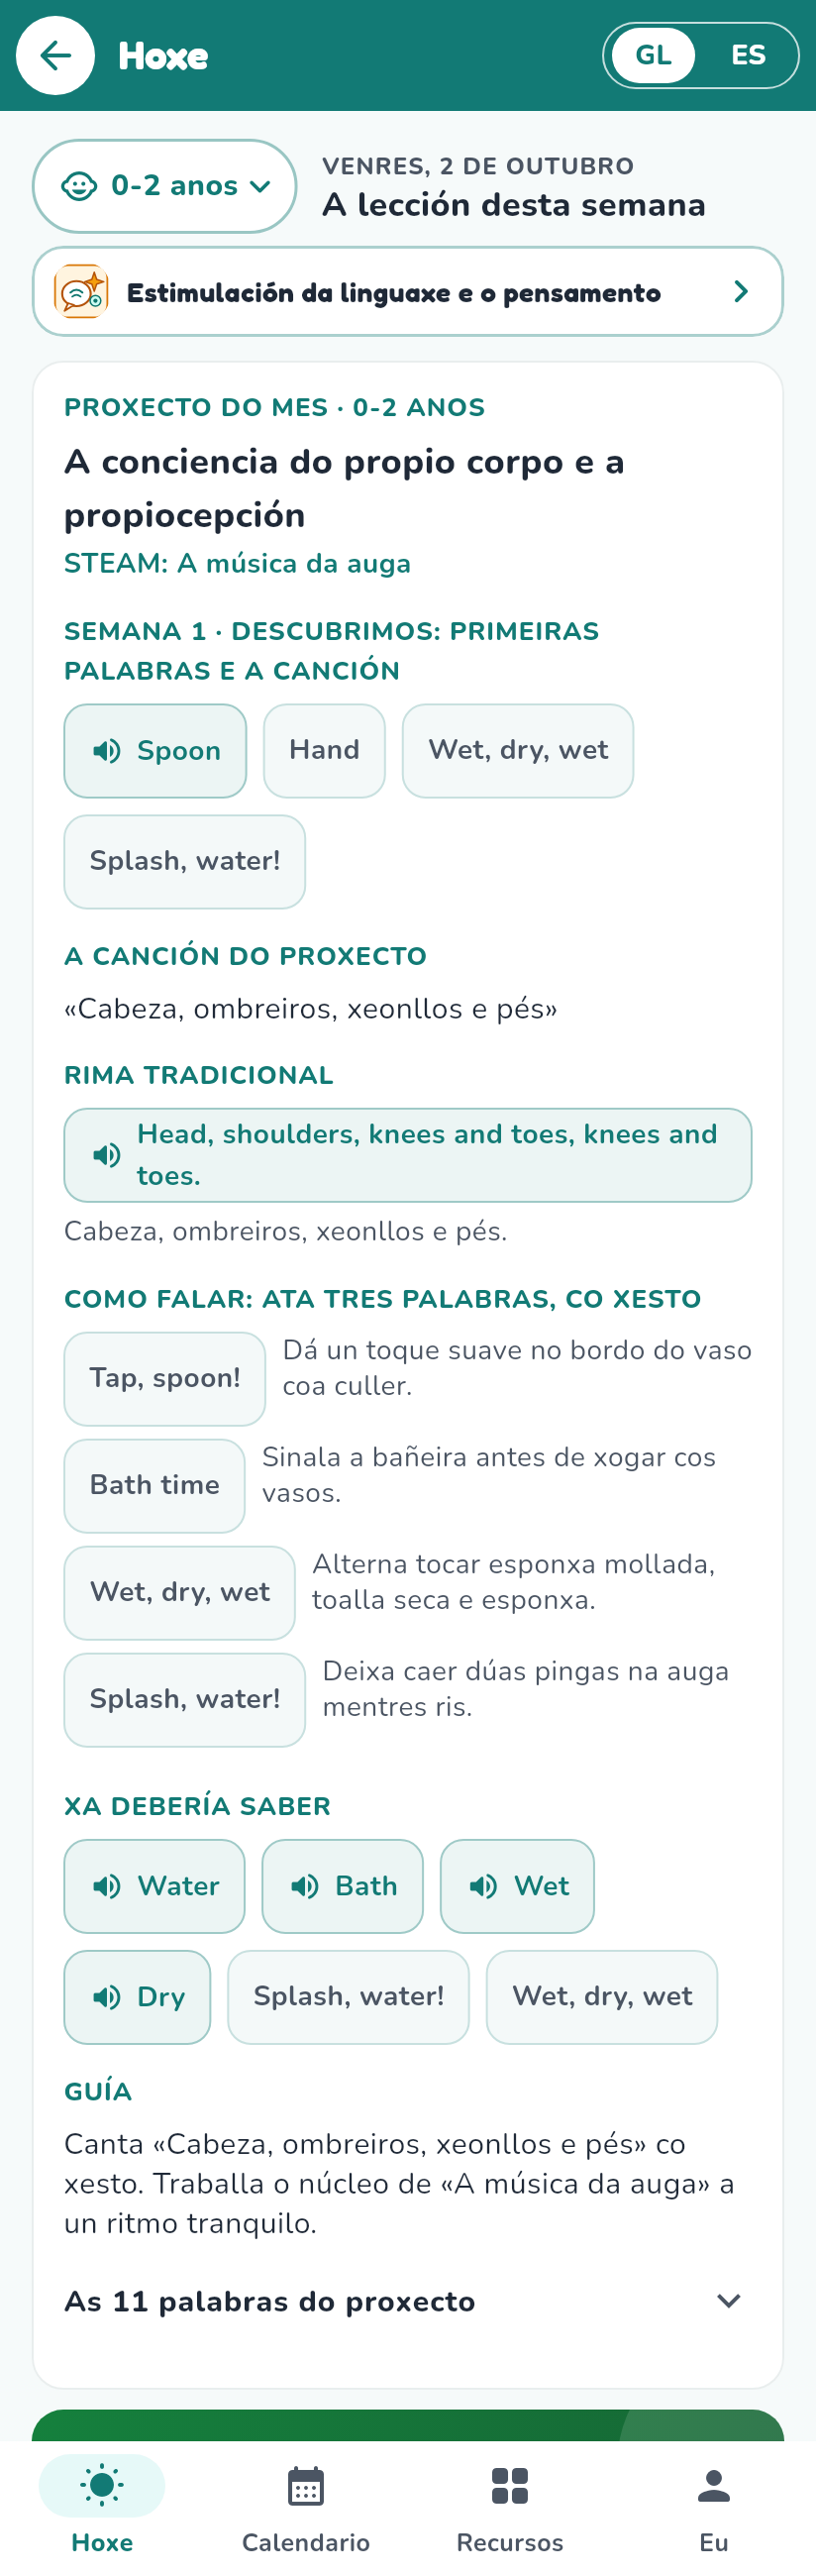 Hoxe
GL
ES
0-2 anos
VENRES, 2 DE OUTUBRO
A lección desta semana
Estimulación da linguaxe e o pensamento
PROXECTO DO MES · 0-2 ANOS
A conciencia do propio corpo e a
propiocepción
STEAM: A música da auga
SEMANA 1 · DESCUBRIMOS: PRIMEIRAS
PALABRAS E A CANCIÓN
Spoon
Hand
Wet, dry, wet
Splash, water!
A CANCIÓN DO PROXECTO
«Cabeza, ombreiros, xeonllos e pés»
RIMA TRADICIONAL
Head, shoulders, knees and toes, knees and
toes.
Cabeza, ombreiros, xeonllos e pés.
COMO FALAR: ATA TRES PALABRAS, CO XESTO
Tap, spoon!
Dá un toque suave no bordo do vaso
coa culler.
Bath time
Sinala a bañeira antes de xogar cos
vasos.
Wet, dry, wet
Alterna tocar esponxa mollada,
toalla seca e esponxa.
Splash, water!
Deixa caer dúas pingas na auga
mentres ris.
XA DEBERÍA SABER
Water
Bath
Wet
Dry
Splash, water!
Wet, dry, wet
GUÍA
Canta «Cabeza, ombreiros, xeonllos e pés» co
xesto. Traballa o núcleo de «A música da auga» a
un ritmo tranquilo.
As 11 palabras do proxecto
Hoxe
Calendario
Recursos
Eu